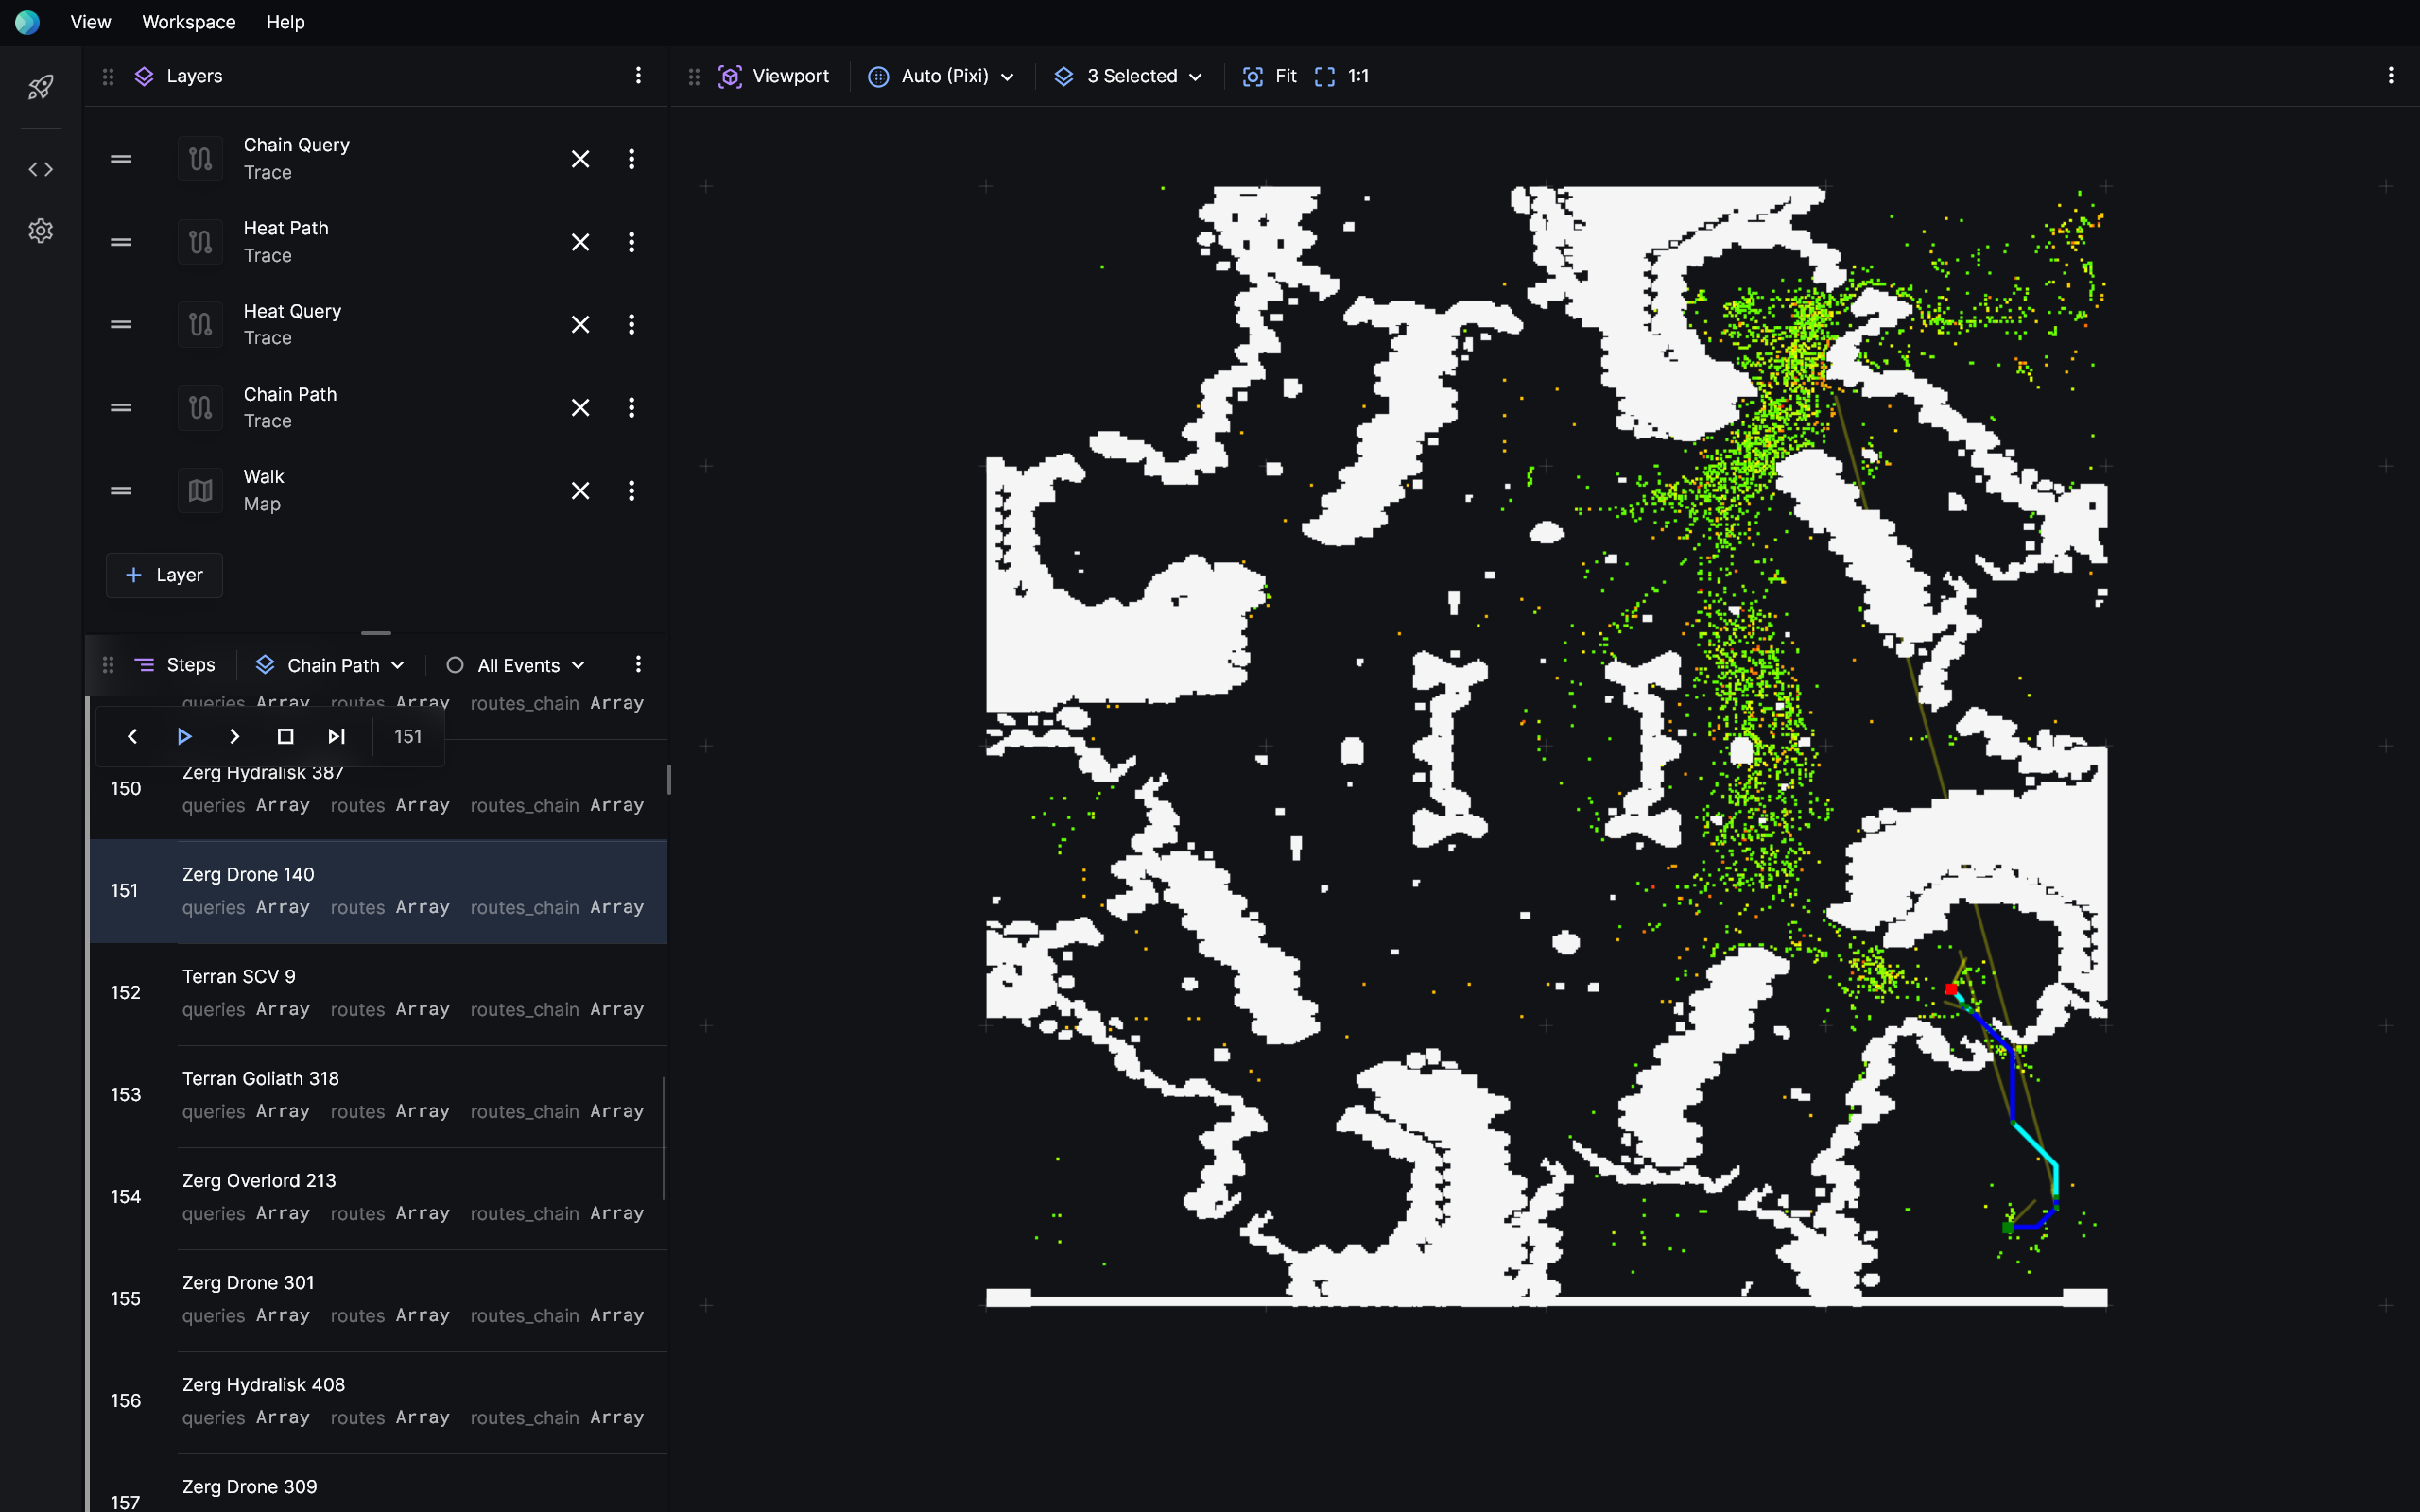 View Workspace Help
Layers
Chain Query
Trace
Heat Path
Trace
Heat Query
Trace
Chain Path
Trace
Walk
Map
Layer
Steps Chain Path All Events
queries Array routes Array routes_chain Array
151
150 Zerg Hydralisk 387
queries Array routes Array routes_chain Array
151 Zerg Drone 140
queries Array routes Array routes_chain Array
152 Terran SCV 9
queries Array routes Array routes_chain Array
153 Terran Goliath 318
queries Array routes Array routes_chain Array
154 Zerg Overlord 213
queries Array routes Array routes_chain Array
155 Zerg Drone 301
queries Array routes Array routes_chain Array
156 Zerg Hydralisk 408
queries Array routes Array routes_chain Array
157 Zerg Drone 309
Viewport Auto (Pixi) 3 Selected Fit 1:1